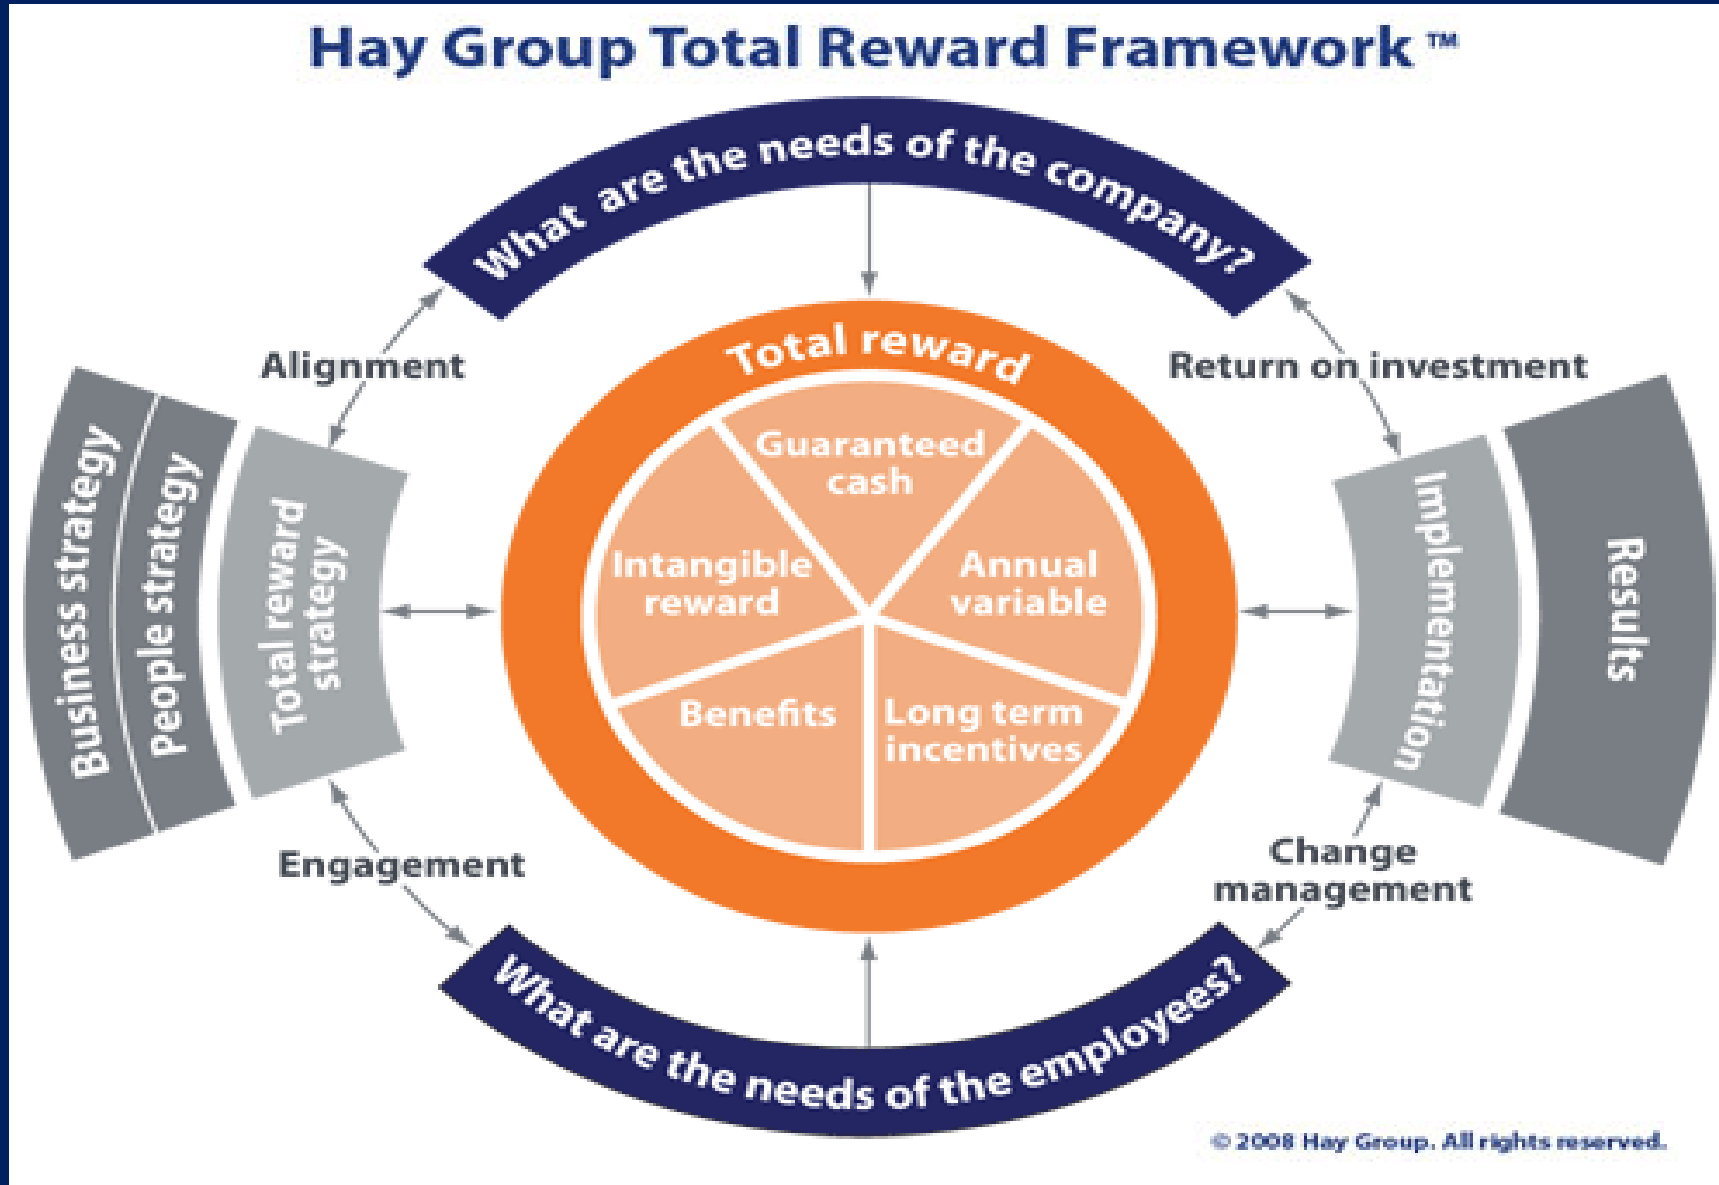 Hay Group Total Reward Framework ™
What are the needs of the company?
Alignment
Return on investment
Business strategy
People strategy
Total reward
strategy
Total reward
Guaranteed
cash
Intangible
reward
Annual
variable
Benefits
Long term
incentives
Implementation
Results
Engagement
Change
management
What are the needs of the employees?
© 2008 Hay Group. All rights reserved.